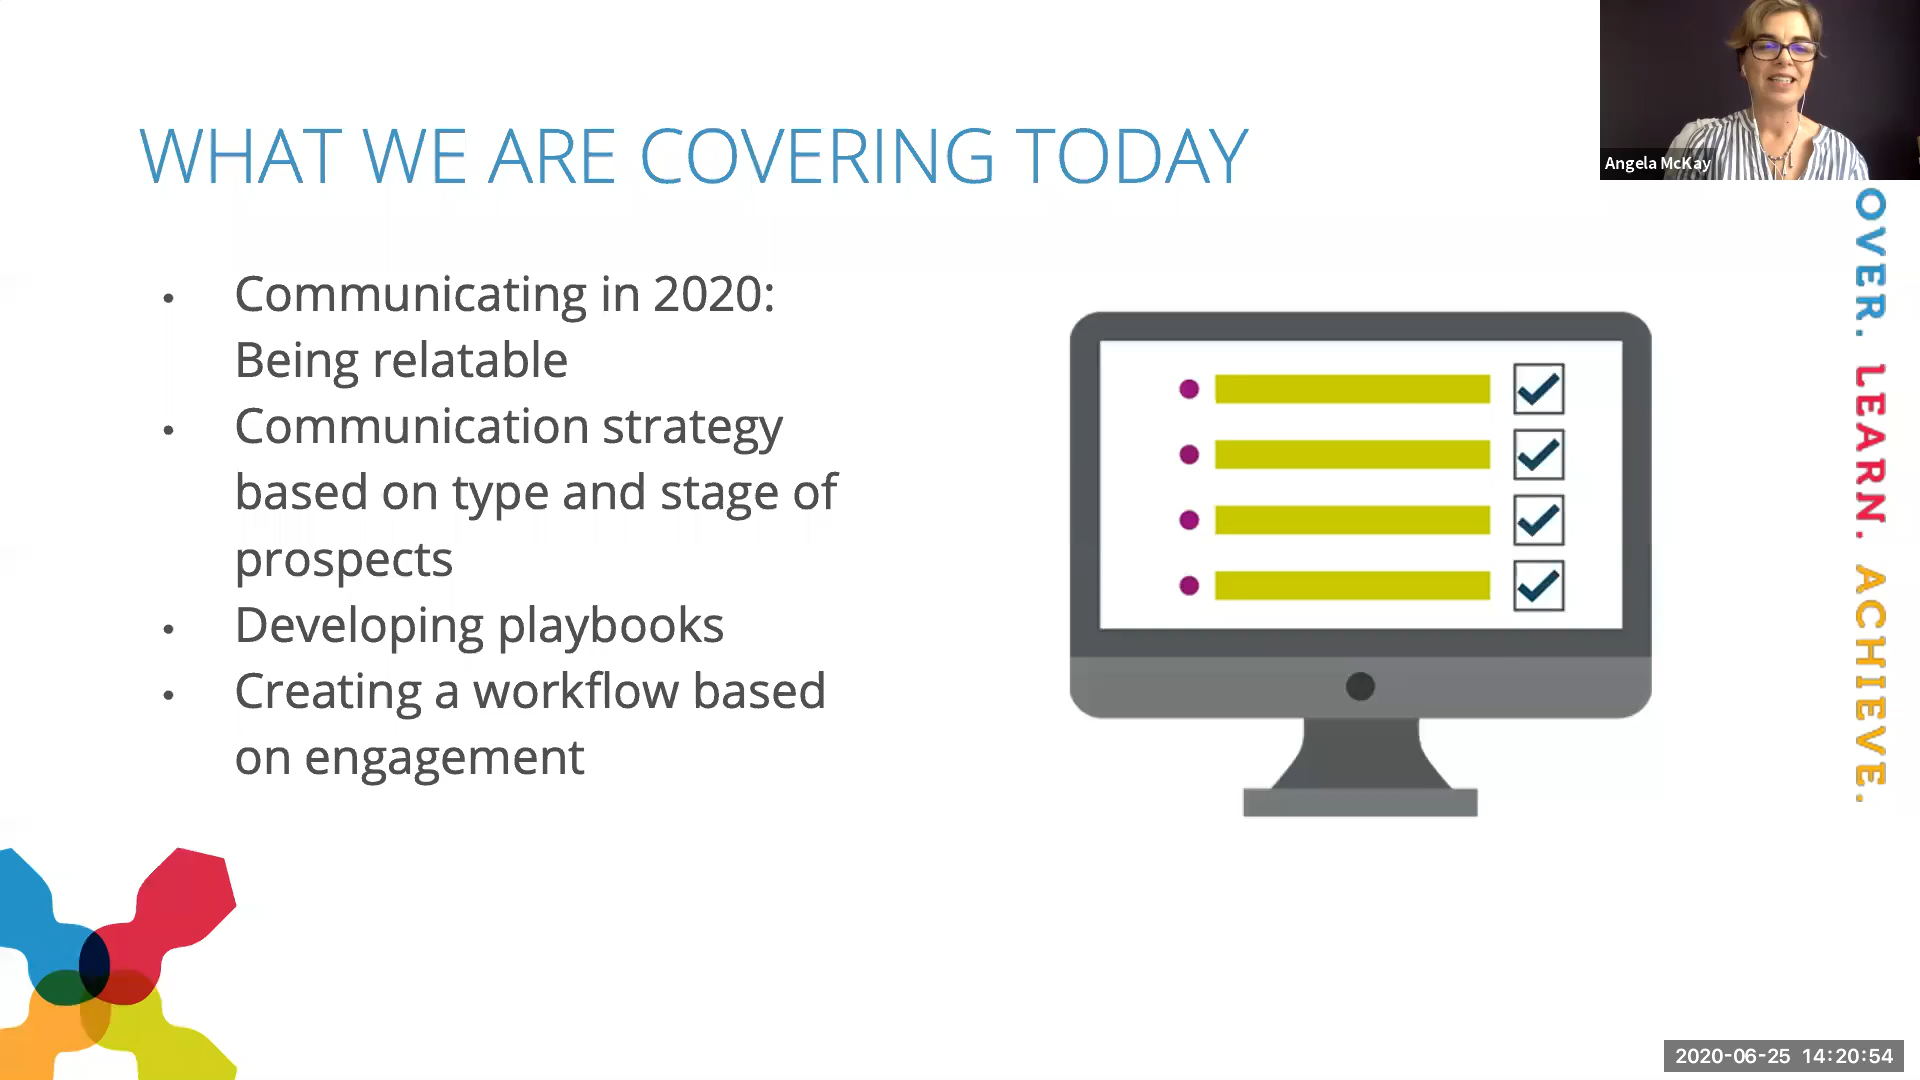 WHAT WE ARE COVERING TODAY
Angela McKay
• Communicating in 2020:
Being relatable
• Communication strategy
based on type and stage of
prospects
• Developing playbooks
• Creating a workflow based
on engagement
OVER. LEARN. ACHIEVE.
2020-06-25 14:20:54